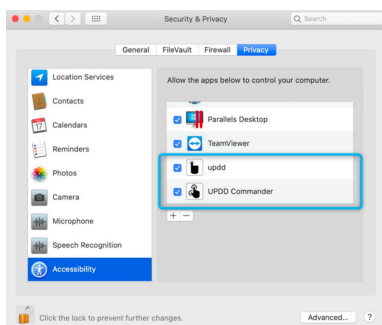 Security & Privacy
Search
General FileVault Firewall Privacy
Location Services
Contacts
17
Calendars
Reminders
Photos
Camera
Microphone
Speech Recognition
Accessibility
Allow the apps below to control your computer.
Parallels Desktop
TeamViewer
updd
UPDD Commander
+ −
Click the lock to prevent further changes.
Advanced... ?